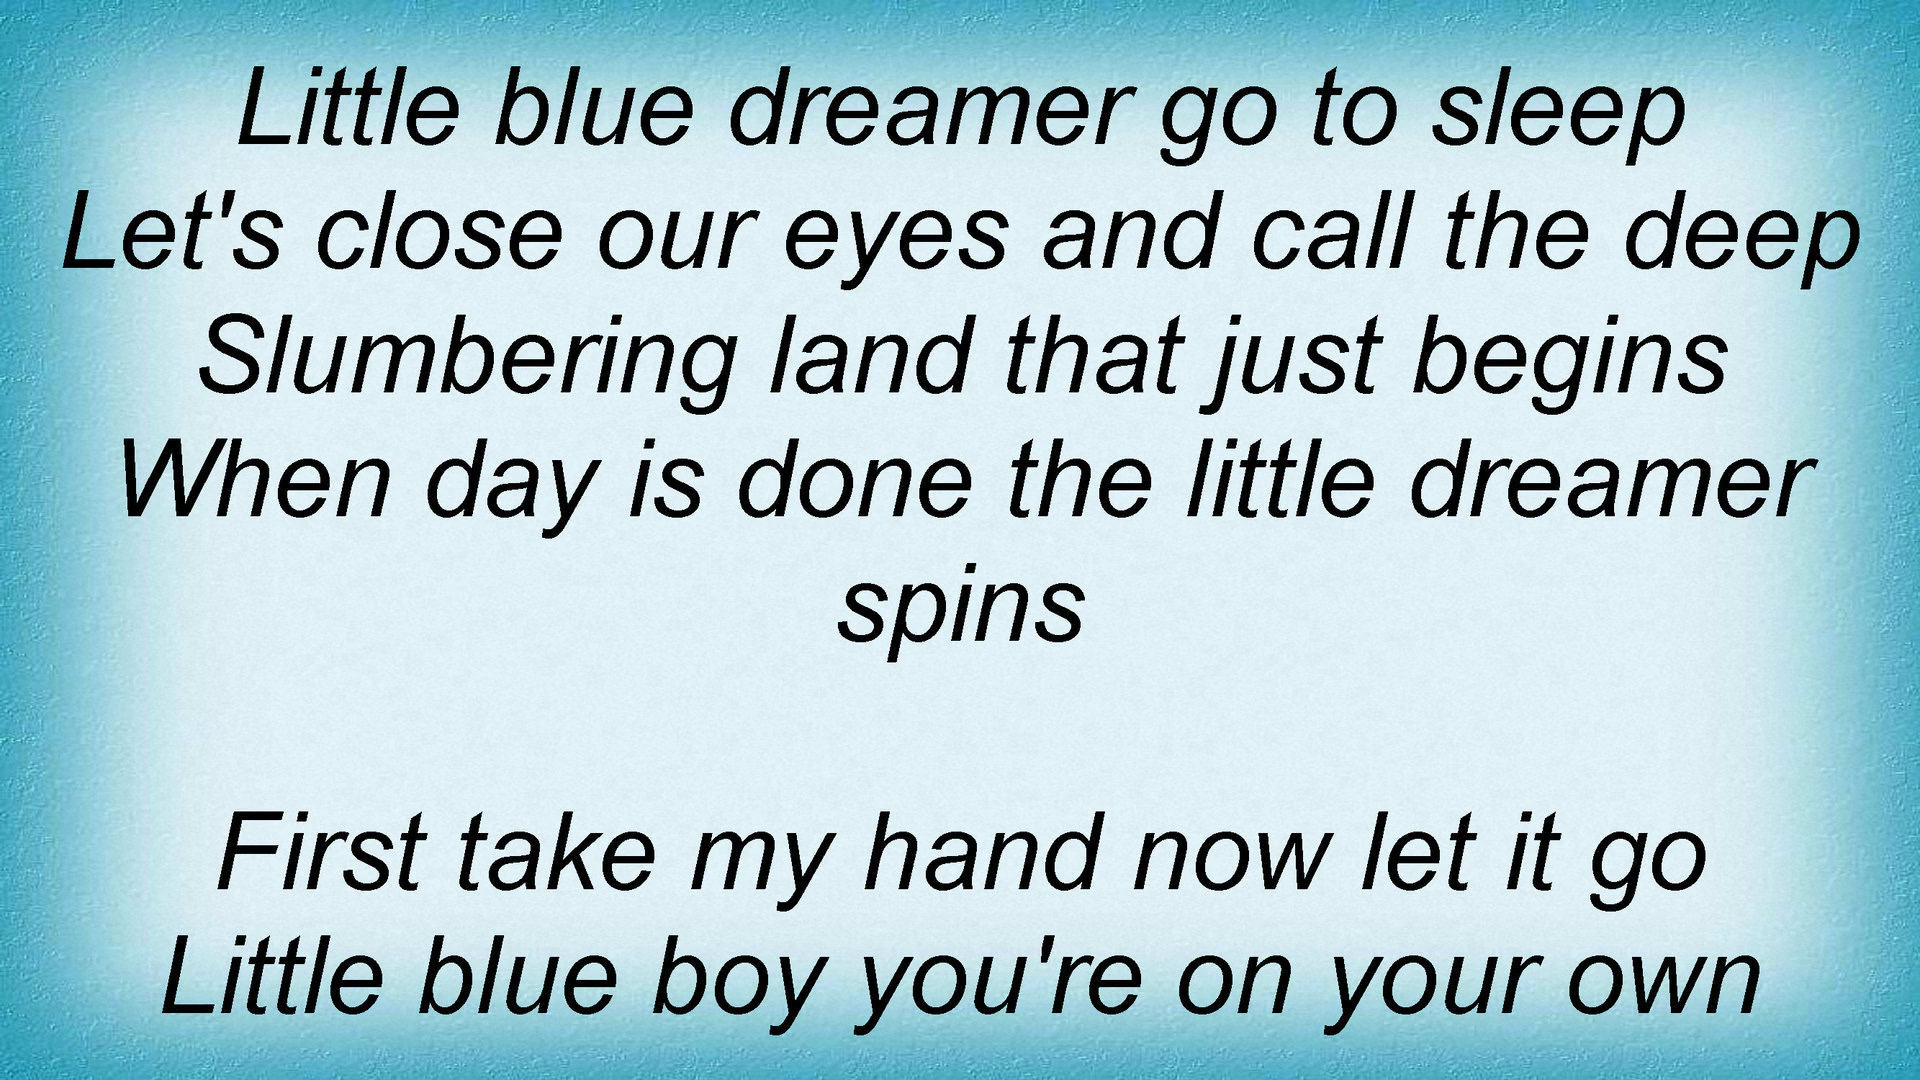 Little blue dreamer go to sleep
Let's close our eyes and call the deep
Slumbering land that just begins
When day is done the little dreamer
spins
First take my hand now let it go
Little blue boy you're on your own